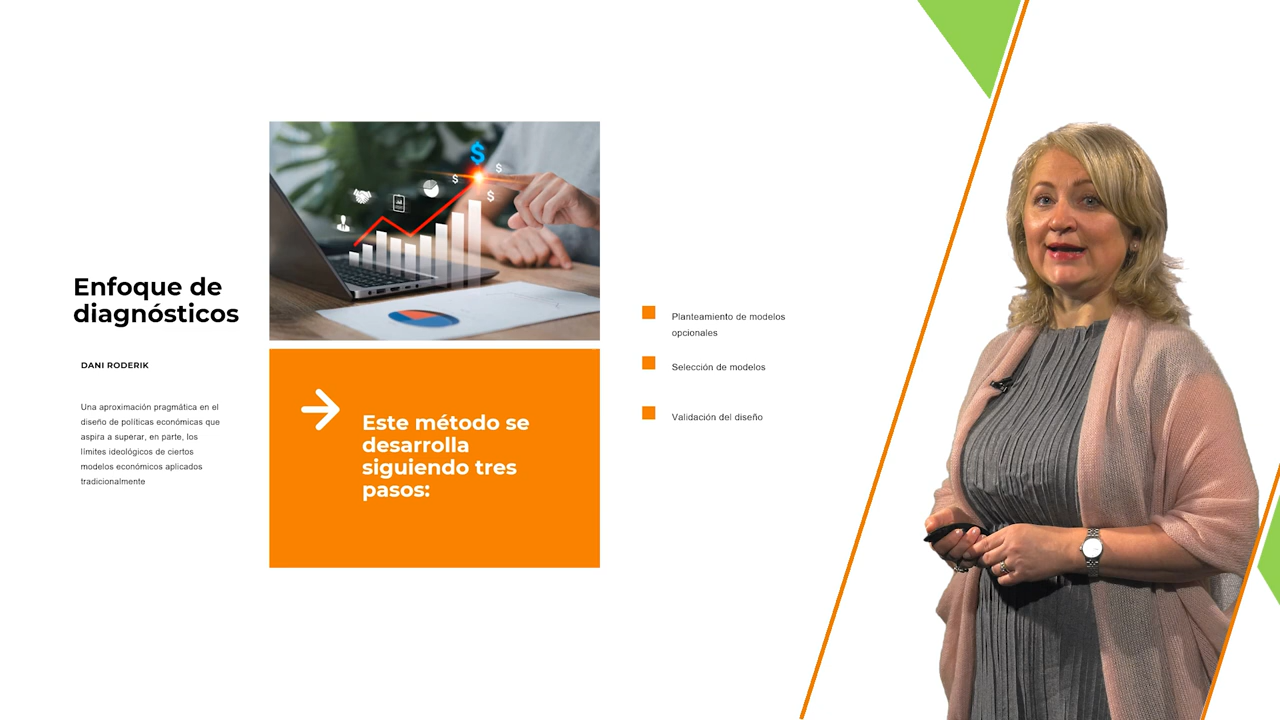 Enfoque de
diagnósticos
DANI RODERIK
Una aproximación pragmática en el
diseño de políticas económicas que
aspira a superar, en parte, los
límites ideológicos de ciertos
modelos económicos aplicados
tradicionalmente
$
$
$
$
Este método se
desarrolla
siguiendo tres
pasos:
Planteamiento de modelos
opcionales
Selección de modelos
Validación del diseño